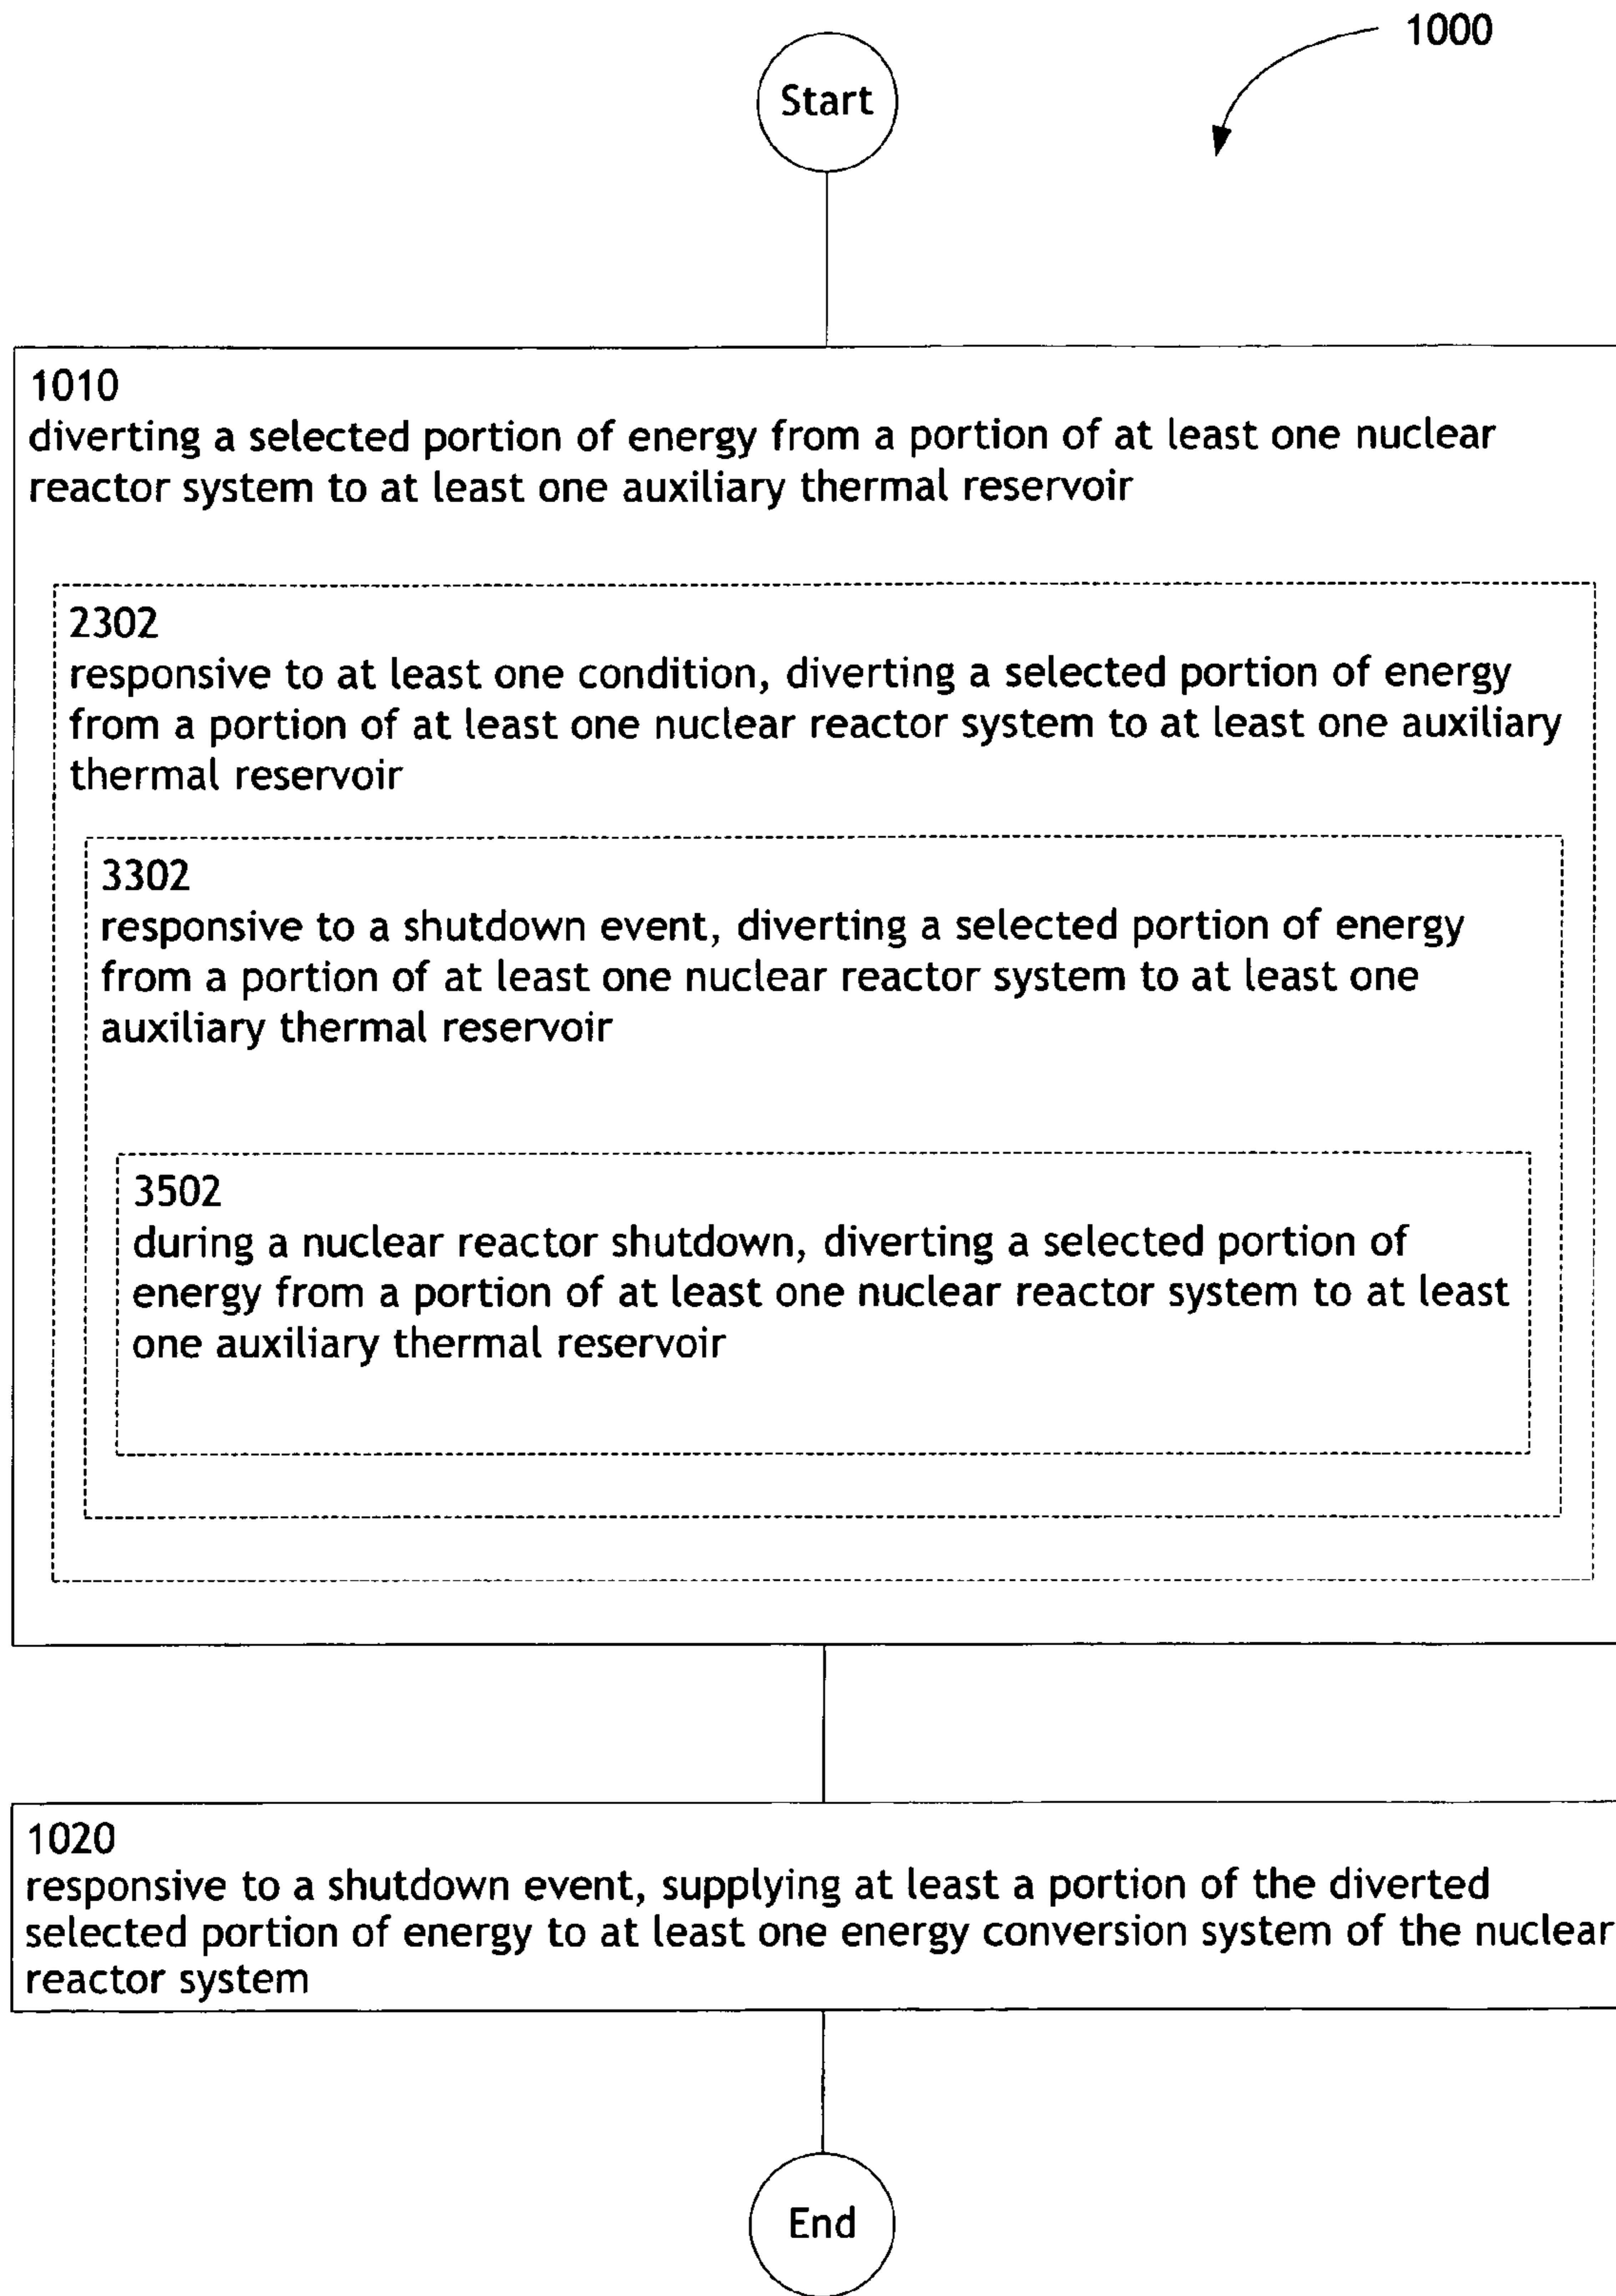 1000
Start
1010
diverting a selected portion of energy from a portion of at least one nuclear
reactor system to at least one auxiliary thermal reservoir
2302
responsive to at least one condition, diverting a selected portion of energy
from a portion of at least one nuclear reactor system to at least one auxiliary
thermal reservoir
3302
responsive to a shutdown event, diverting a selected portion of energy
from a portion of at least one nuclear reactor system to at least one
auxiliary thermal reservoir
3502
during a nuclear reactor shutdown, diverting a selected portion of
energy from a portion of at least one nuclear reactor system to at least
one auxiliary thermal reservoir
1020
responsive to a shutdown event, supplying at least a portion of the diverted
selected portion of energy to at least one energy conversion system of the nuclear
reactor system
End